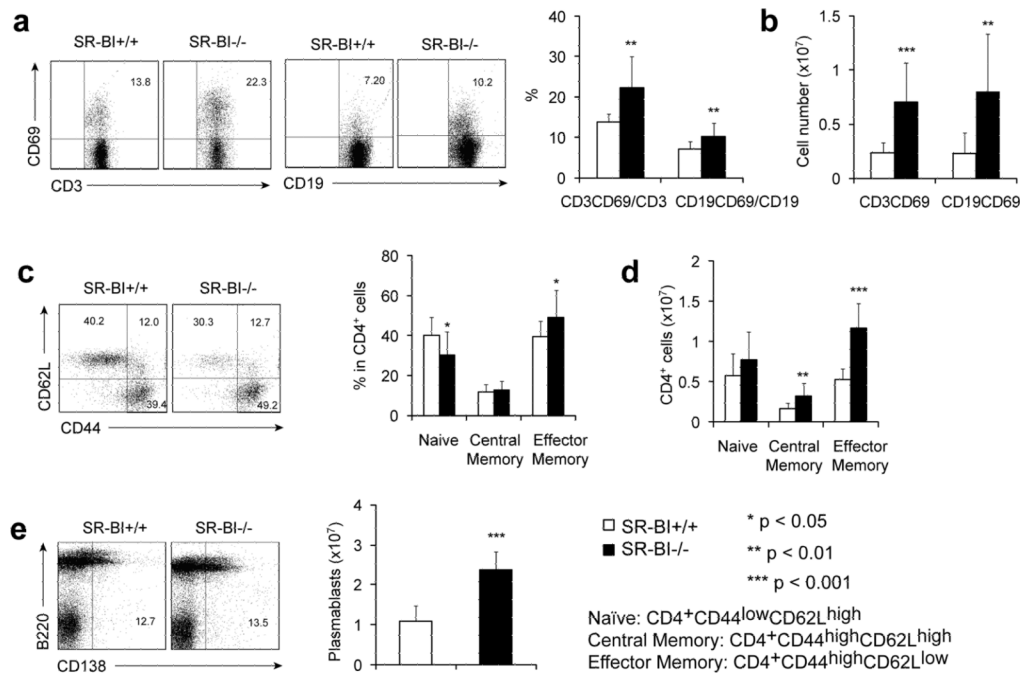 a
SR-BI+/+ SR-BI-/- SR-BI+/+ SR-BI-/-
13.8 22.3 7.20 10.2
CD69
CD3 CD19
%
40
30
20
10
0
** **
CD3CD69/CD3 CD19CD69/CD19
b
Cell number (x10⁷)
1.5
1
0.5
0
*** **
CD3CD69 CD19CD69
c
SR-BI+/+ SR-BI-/-
40.2 12.0 30.3 12.7
39.4 49.2
CD62L
CD44
% in CD4⁺ cells
80
60
40
20
0
* *
Naive Central Memory Effector Memory
d
CD4⁺ cells (x10⁷)
2
1.5
1
0.5
0
** ***
Naive Central Memory Effector Memory
e
SR-BI+/+ SR-BI-/-
12.7 13.5
B220
CD138
Plasmablasts (x10⁷)
4
3
2
1
0
***
SR-BI+/+
SR-BI-/-
* p < 0.05
** p < 0.01
*** p < 0.001
Naïve: CD4⁺CD44lowCD62Lhigh
Central Memory: CD4⁺CD44highCD62Lhigh
Effector Memory: CD4⁺CD44highCD62Llow